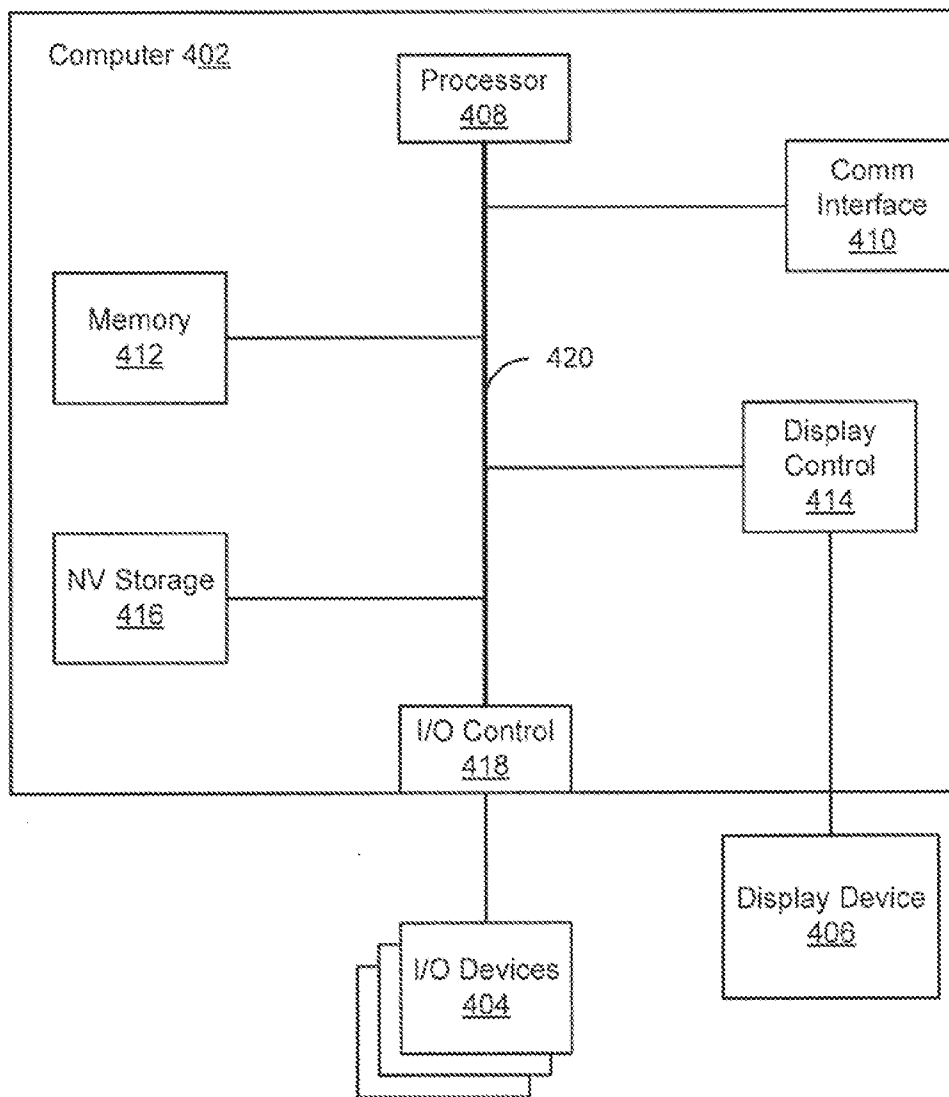 Computer 402
Processor
408
Comm
Interface
410
Memory
412
420
Display
Control
414
NV Storage
416
I/O Control
418
Display Device
406
I/O Devices
404